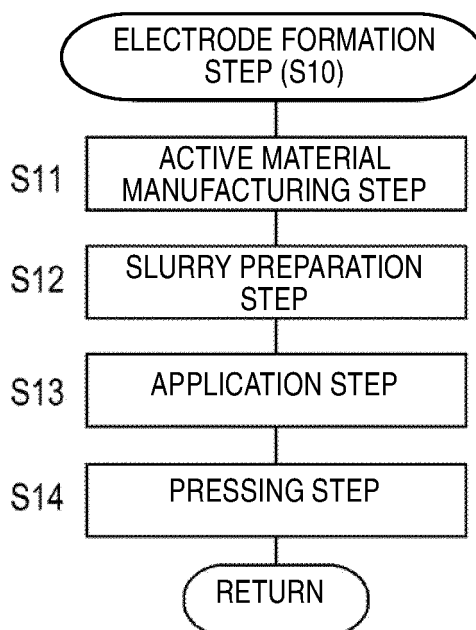 ELECTRODE FORMATION
STEP (S10)
S11
ACTIVE MATERIAL
MANUFACTURING STEP
S12
SLURRY PREPARATION
STEP
S13
APPLICATION STEP
S14
PRESSING STEP
RETURN